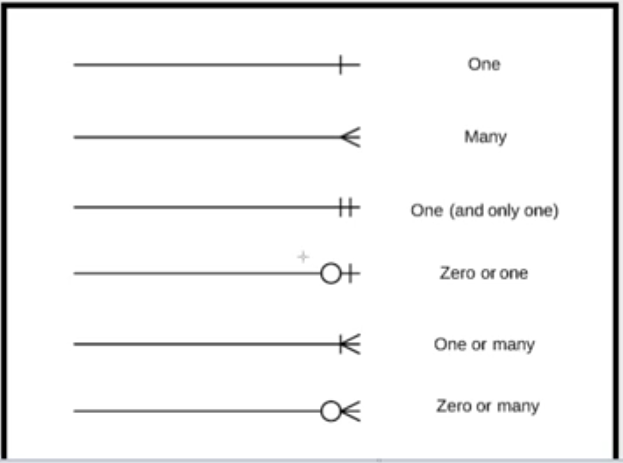 One
Many
One (and only one)
Zero or one
One or many
Zero or many